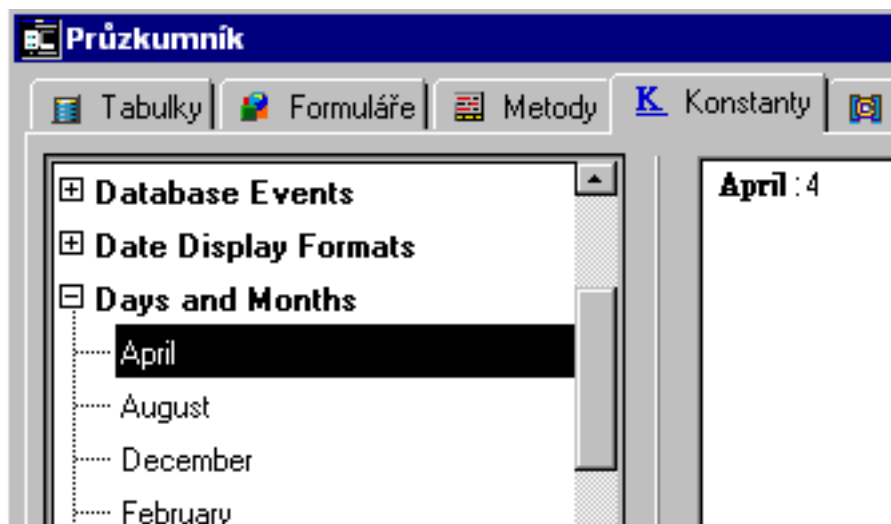 Průzkumník
Tabulky Formuláře Metody K Konstanty
Database Events
Date Display Formats
Days and Months
April
August
December
February
April : 4